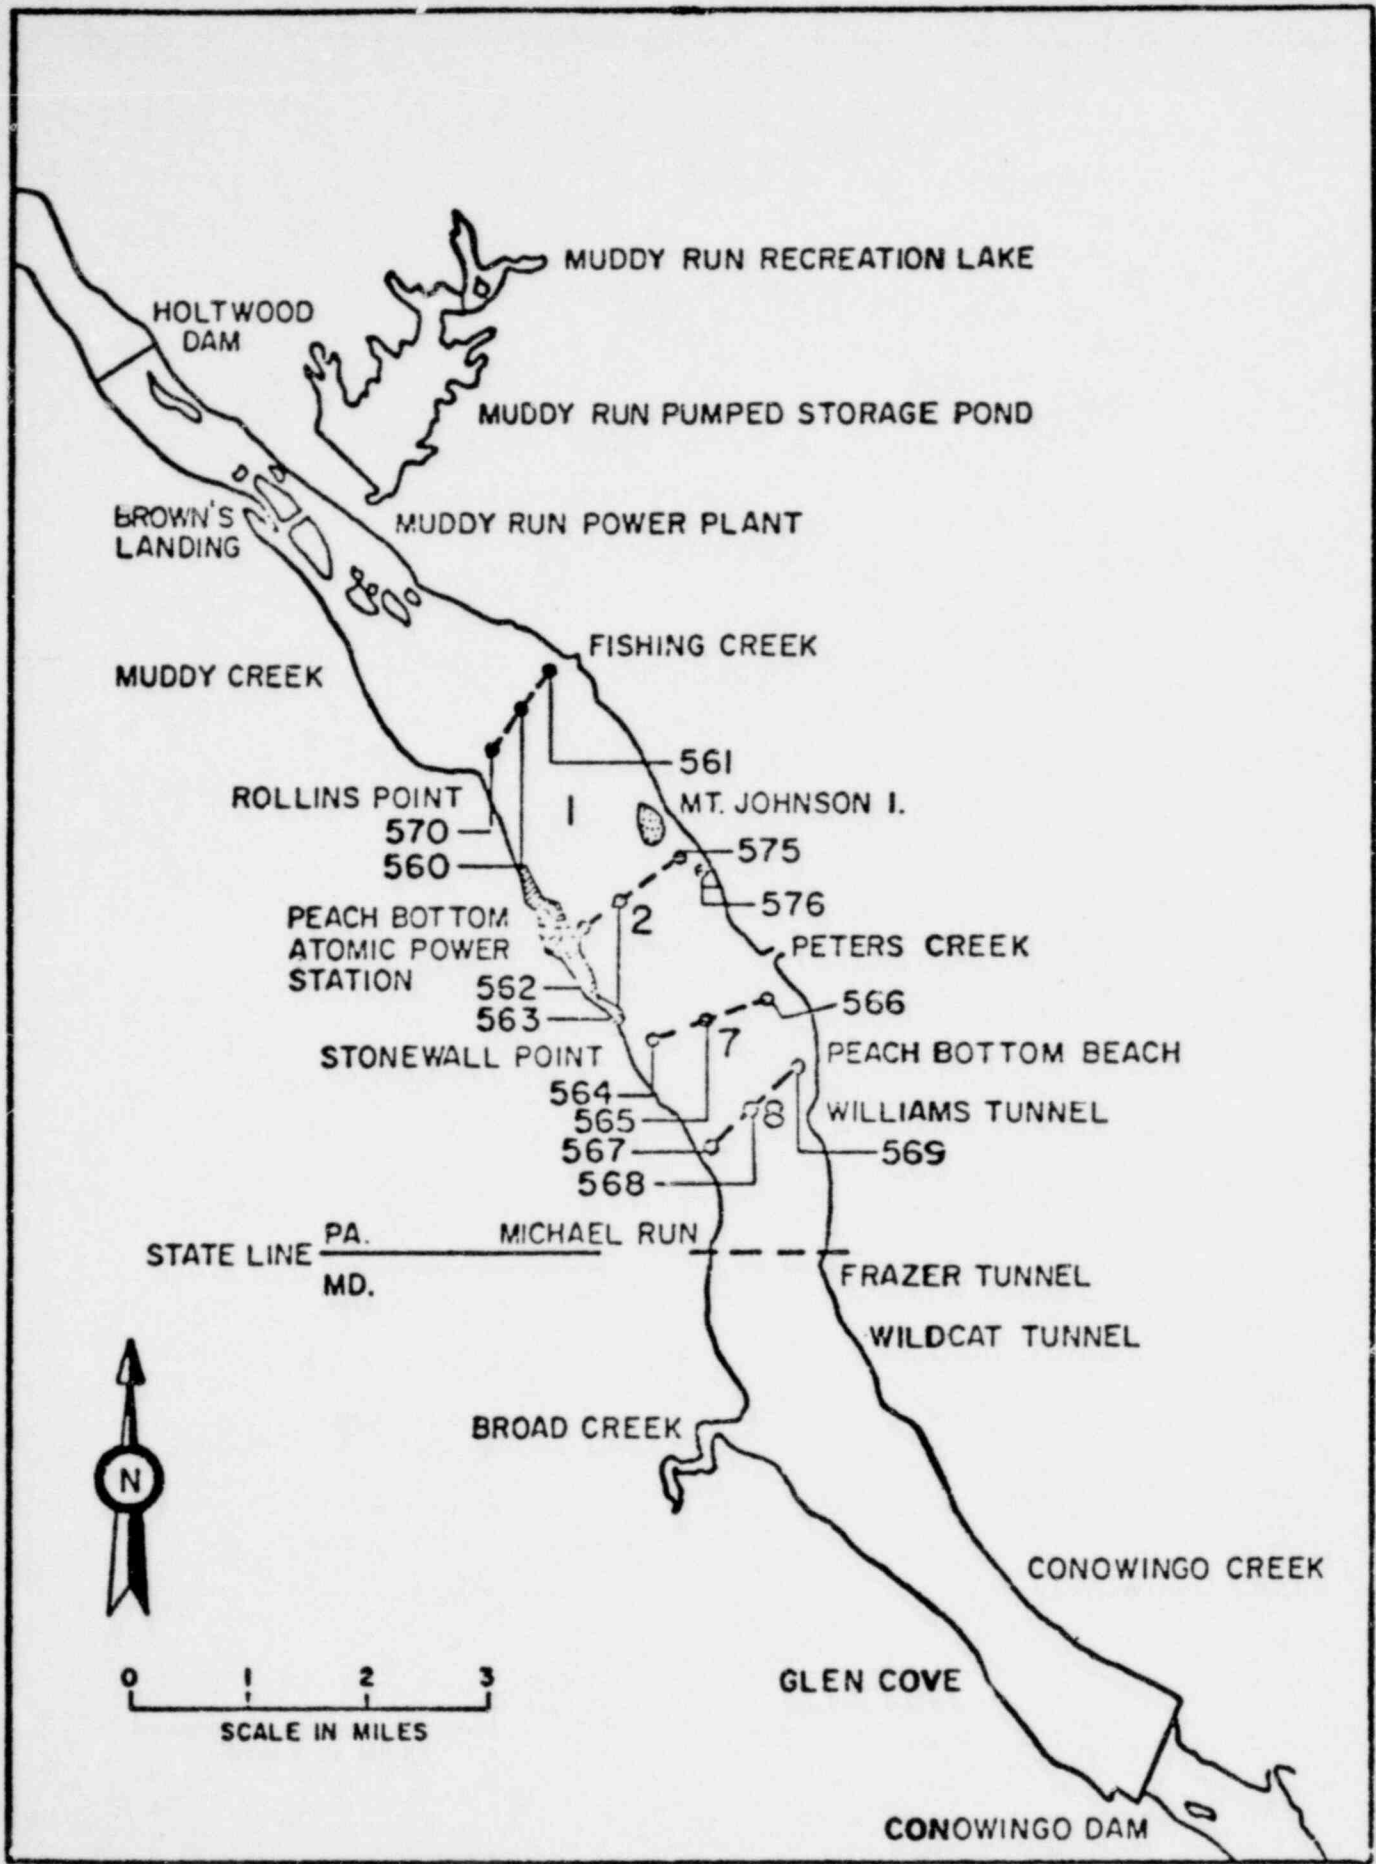 MUDDY RUN RECREATION LAKE
HOLTWOOD
DAM
MUDDY RUN PUMPED STORAGE POND
BROWN'S
LANDING
MUDDY RUN POWER PLANT
FISHING CREEK
MUDDY CREEK
561
ROLLINS POINT
1
MT. JOHNSON I.
570
575
560
576
PEACH BOTTOM
ATOMIC POWER
STATION
2
PETERS CREEK
562
563
566
STONEWALL POINT
7
PEACH BOTTOM BEACH
564
565
8
WILLIAMS TUNNEL
567
569
568
PA.
MICHAEL RUN
STATE LINE
MD.
FRAZER TUNNEL
WILDCAT TUNNEL
BROAD CREEK
N
CONOWINGO CREEK
0 1 2 3
SCALE IN MILES
GLEN COVE
CONOWINGO DAM